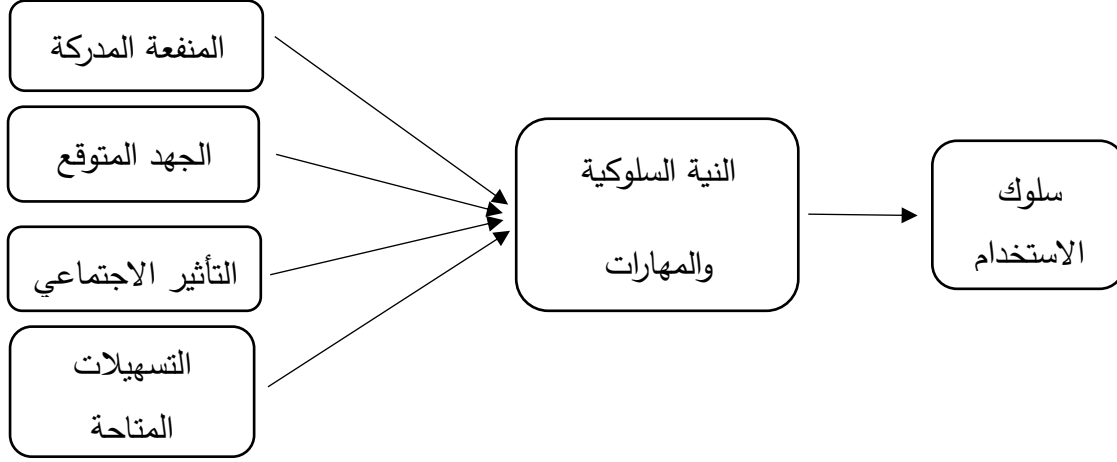 المنفعة المدركة
الجهد المتوقع
التأثير الاجتماعي
التسهيلات
المتاحة
النية السلوكية
والمهارات
سلوك
الاستخدام